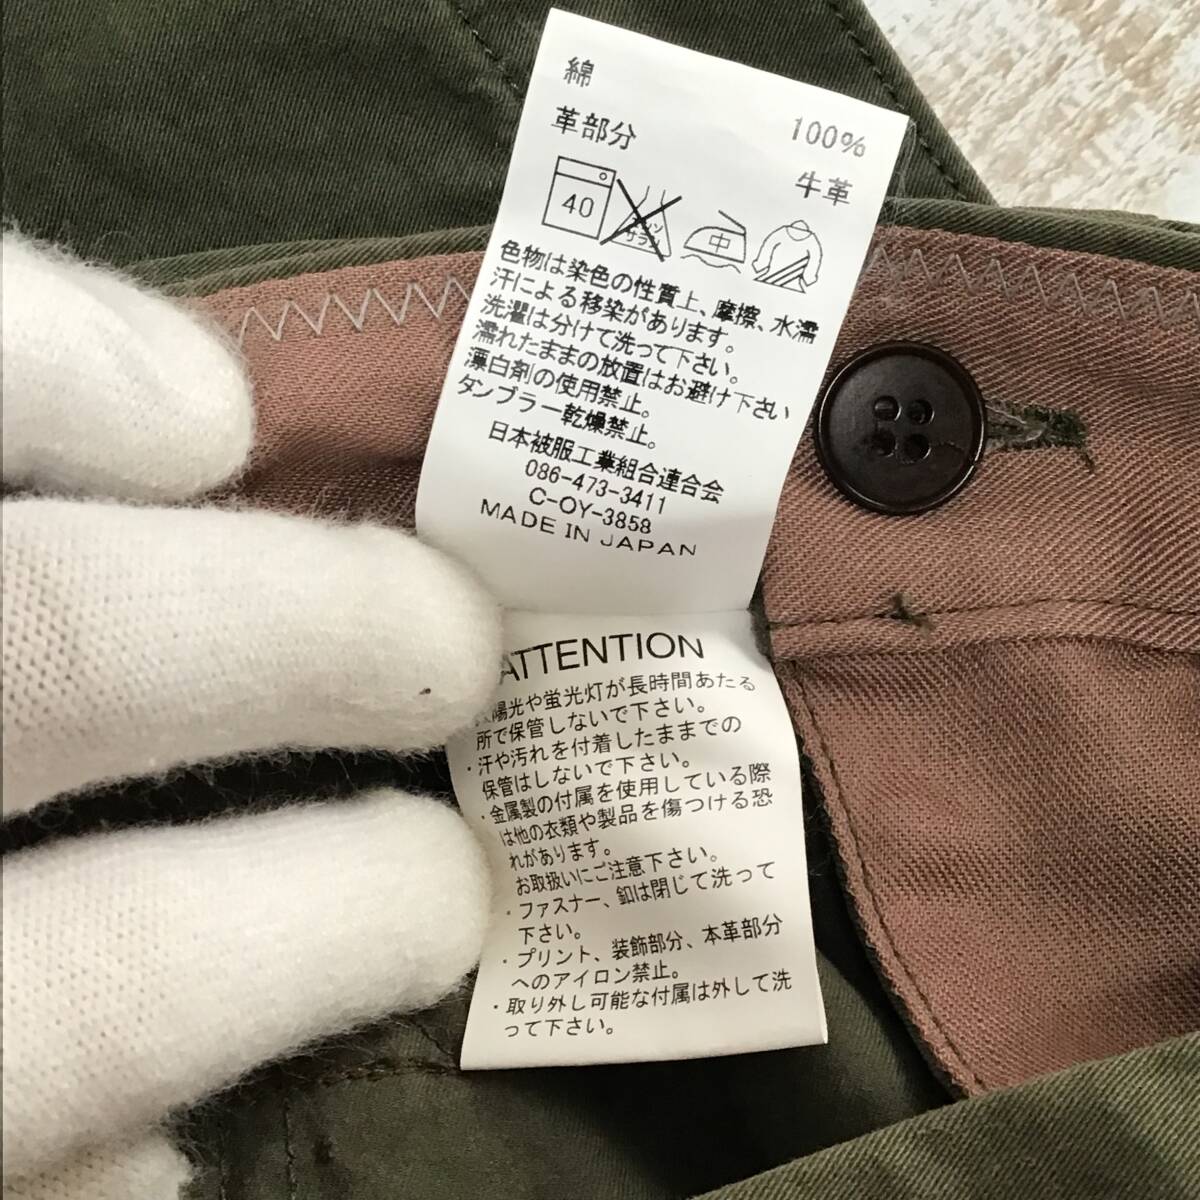 綿 100%
革部分 牛革
40 エンソ サラシ 中
色物は染色の性質上、摩擦、水濡
汗による移染があります。
洗濯は分けて洗って下さい。
濡れたままの放置はお避け下さい
漂白剤の使用禁止。
タンブラー乾燥禁止。
日本被服工業組合連合会
086-473-3411
C-OY-3858
MADE IN JAPAN
ATTENTION
陽光や蛍光灯が長時間あたる
所で保管しないで下さい。
・汗や汚れを付着したままでの
保管はしないで下さい。
・金属製の付属を使用している際
は他の衣類や製品を傷つける恐
れがあります。
お取扱いにご注意下さい。
・ファスナー、釦は閉じて洗って
下さい。
・プリント、装飾部分、本革部分
へのアイロン禁止。
・取り外し可能な付属は外して洗
って下さい。